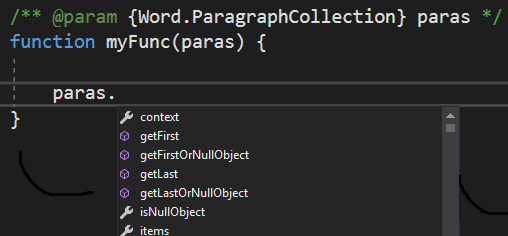 /** @param {Word.ParagraphCollection} paras */
function myFunc(paras) {
paras.
}
context
getFirst
getFirstOrNullObject
getLast
getLastOrNullObject
isNullObject
items